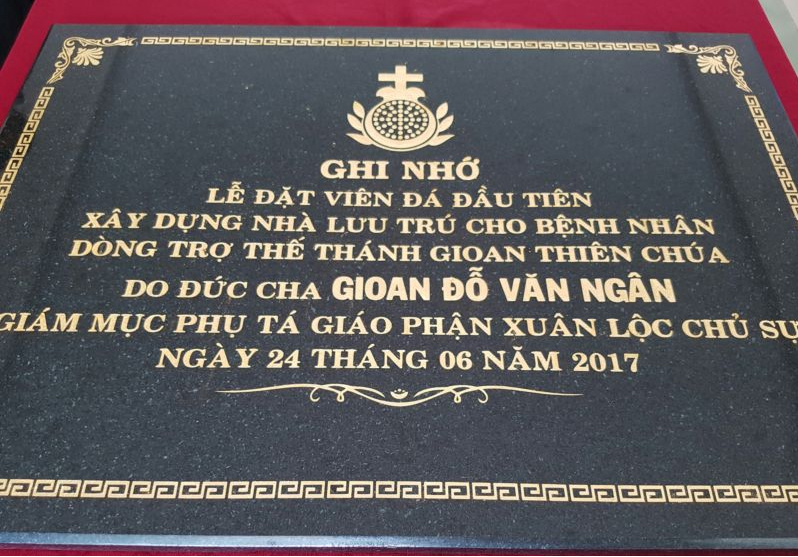 GHI NHỚ
LỄ ĐẶT VIÊN ĐÁ ĐẦU TIÊN
XÂY DỰNG NHÀ LƯU TRÚ CHO BỆNH NHÂN
DÒNG TRỢ THẾ THÁNH GIOAN THIÊN CHÚA
DO ĐỨC CHA GIOAN ĐỖ VĂN NGÂN
GIÁM MỤC PHỤ TÁ GIÁO PHẬN XUÂN LỘC CHỦ SỰ
NGÀY 24 THÁNG 06 NĂM 2017